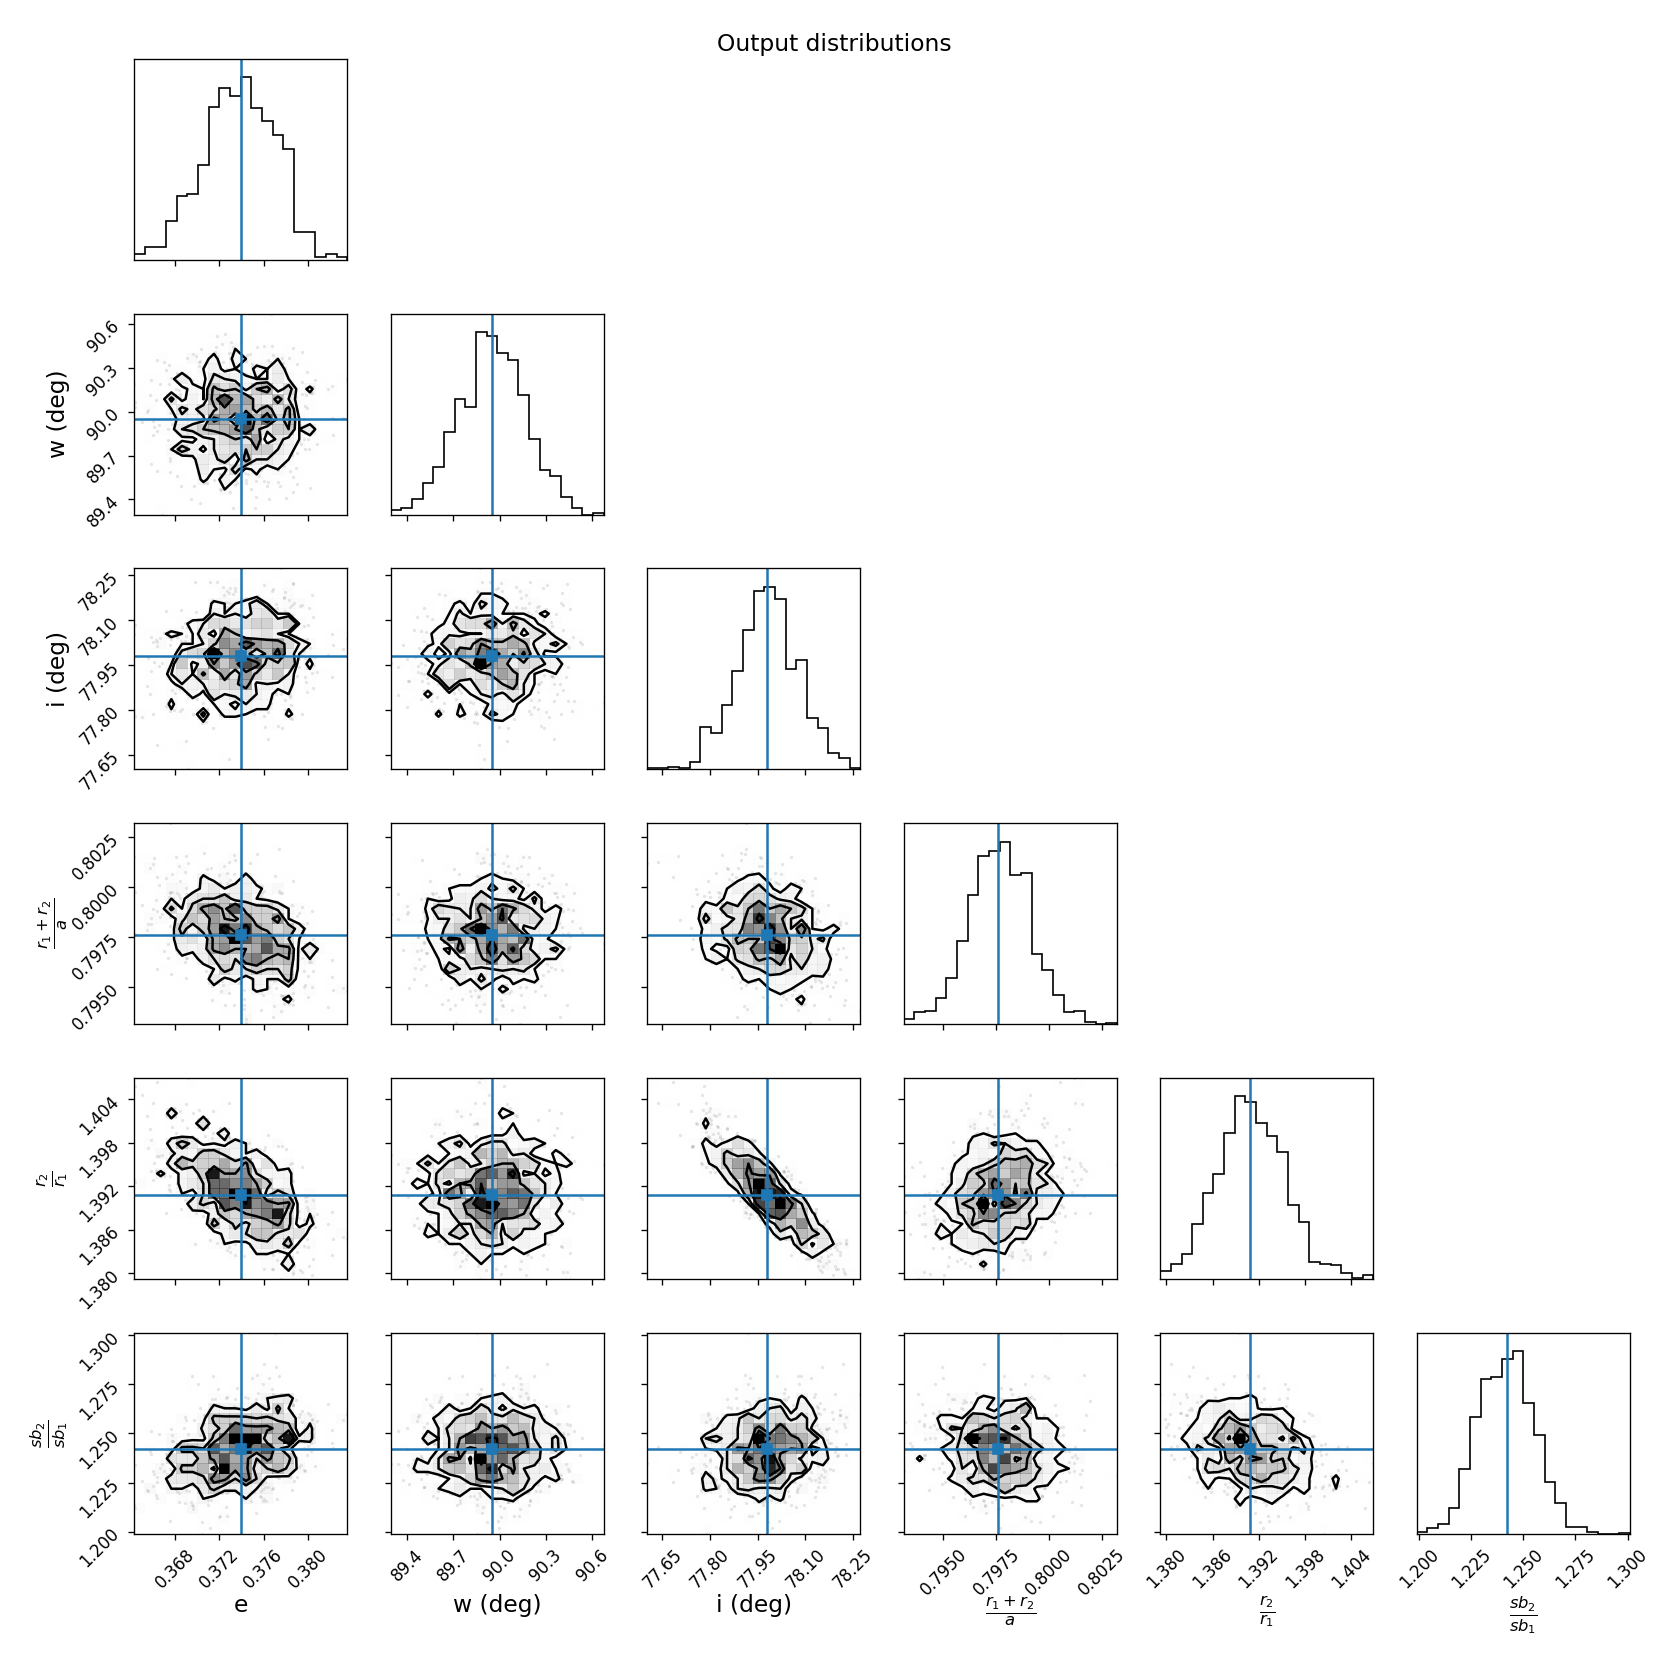 Output distributions
w (deg)
90.6
90.3
90.0
89.7
89.4
i (deg)
78.25
78.10
77.95
77.80
77.65
r₁ + r₂
a
0.8025
0.8000
0.7975
0.7950
r₂
r₁
1.404
1.398
1.392
1.386
1.380
sb₂
sb₁
1.300
1.275
1.250
1.225
1.200
0.368 0.372 0.376 0.380 89.4 89.7 90.0 90.3 90.6 77.65 77.80 77.95 78.10 78.25 0.7950 0.7975 0.8000 0.8025 1.380 1.386 1.392 1.398 1.404 1.200 1.225 1.250 1.275 1.300
e w (deg) i (deg)
r₁ + r₂
a
r₂
r₁
sb₂
sb₁